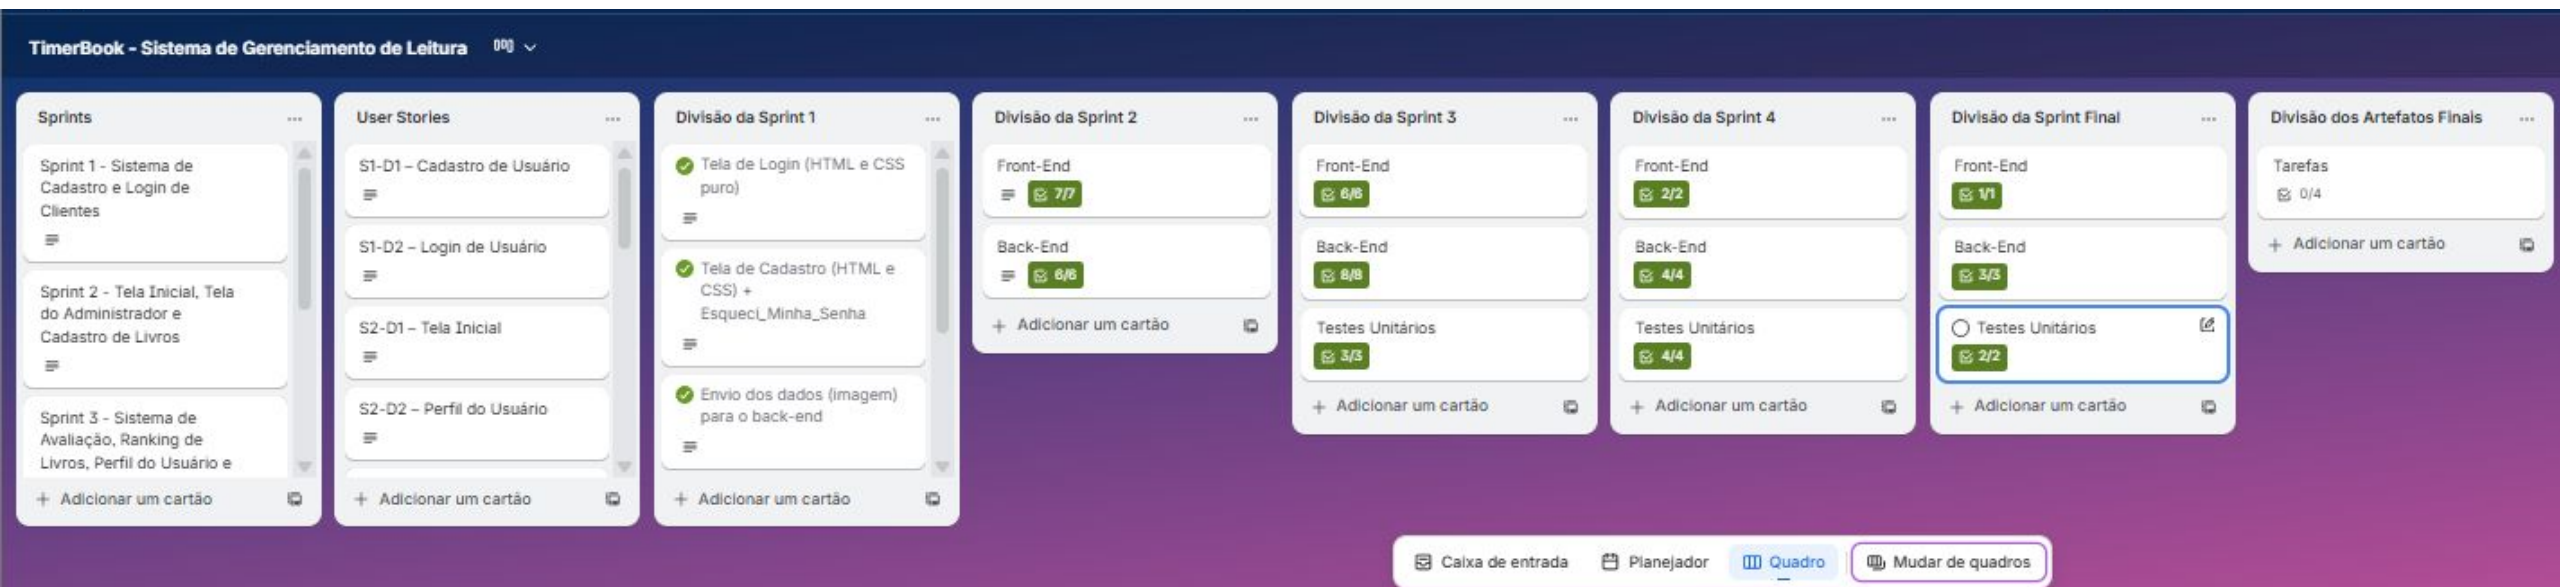 TimerBook - Sistema de Gerenciamento de Leitura
Sprints
Sprint 1 - Sistema de
Cadastro e Login de
Clientes
Sprint 2 - Tela Inicial, Tela
do Administrador e
Cadastro de Livros
Sprint 3 - Sistema de
Avaliação, Ranking de
Livros, Perfil do Usuário e
+ Adicionar um cartão
User Stories
S1-D1 – Cadastro de Usuário
S1-D2 – Login de Usuário
S2-D1 – Tela Inicial
S2-D2 – Perfil do Usuário
+ Adicionar um cartão
Divisão da Sprint 1
Tela de Login (HTML e CSS
puro)
Tela de Cadastro (HTML e
CSS) +
Esqueci_Minha_Senha
Envio dos dados (imagem)
para o back-end
+ Adicionar um cartão
Divisão da Sprint 2
Front-End
7/7
Back-End
6/6
+ Adicionar um cartão
Divisão da Sprint 3
Front-End
6/6
Back-End
8/8
Testes Unitários
3/3
+ Adicionar um cartão
Divisão da Sprint 4
Front-End
2/2
Back-End
4/4
Testes Unitários
4/4
+ Adicionar um cartão
Divisão da Sprint Final
Front-End
1/1
Back-End
3/3
Testes Unitários
2/2
+ Adicionar um cartão
Divisão dos Artefatos Finais
Tarefas
0/4
+ Adicionar um cartão
Caixa de entrada
Planejador
Quadro
Mudar de quadros